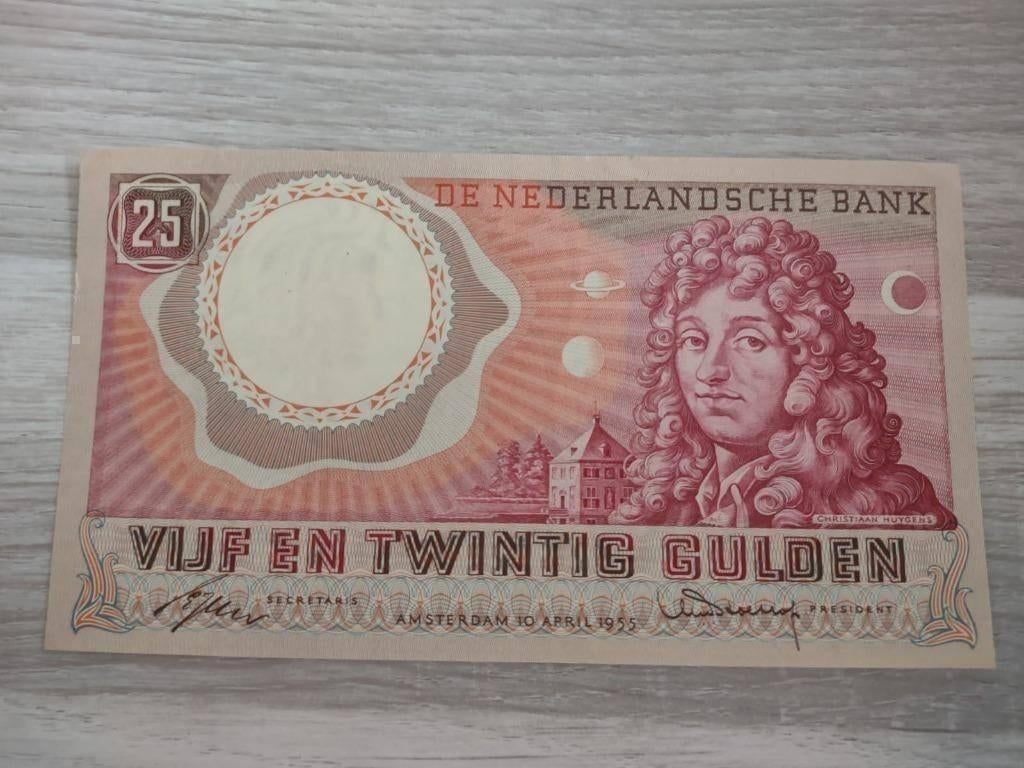 25
DE NEDERLANDSCHE BANK
CHRISTIAAN HUYGENS
VIJF EN TWINTIG GULDEN
SECRETARIS
AMSTERDAM 10 APRIL 1955
PRESIDENT